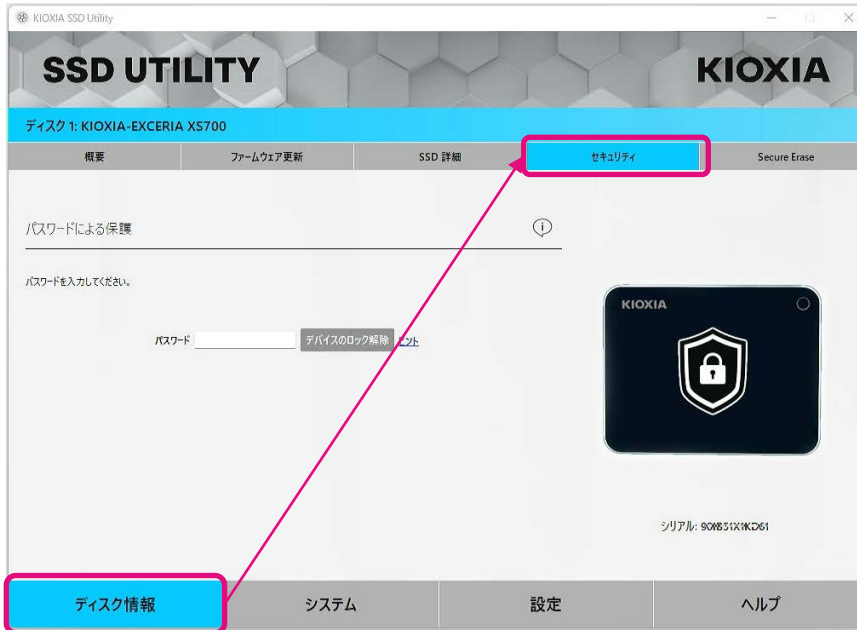 KIOXIA SSD Utility
SSD UTILITY
KIOXIA
ディスク 1: KIOXIA-EXCERIA XS700
概要
ファームウェア更新
SSD 詳細
セキュリティ
Secure Erase
パスワードによる保護
パスワードを入力してください。
パスワード
デバイスのロック解除
ヒント
KIOXIA
シリアル:
ディスク情報
システム
設定
ヘルプ